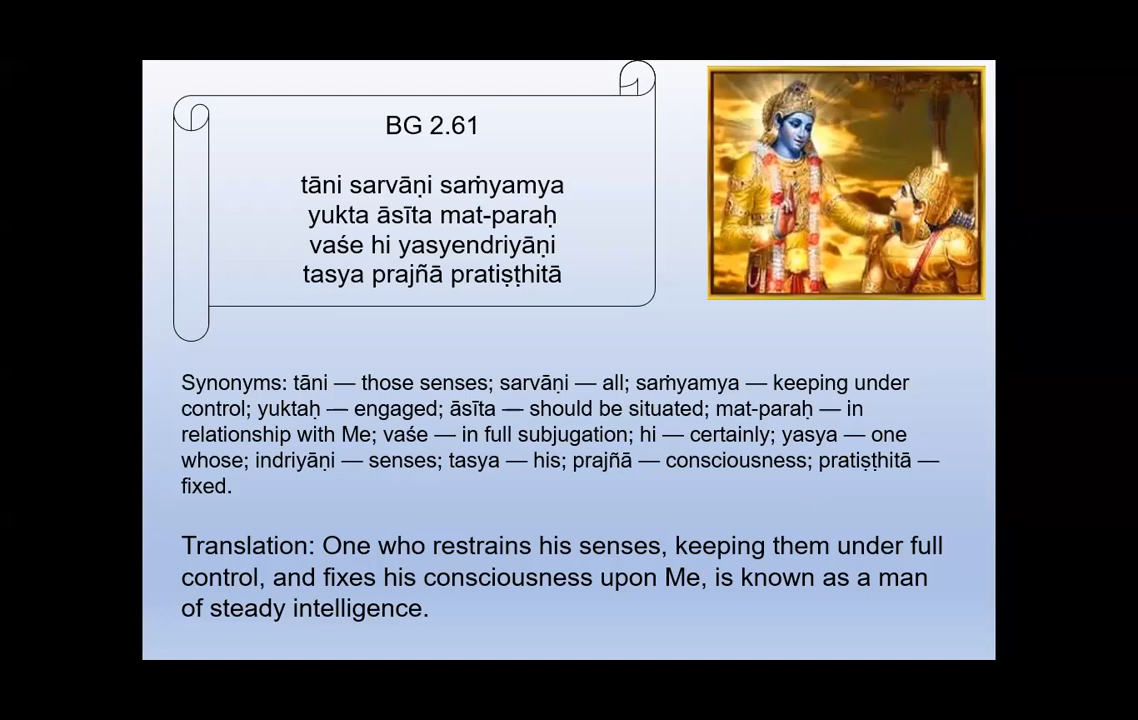 BG 2.61
tāni sarvāṇi saṁyamya
yukta āsīta mat-paraḥ
vaśe hi yasyendriyāṇi
tasya prajñā pratiṣṭhitā
Synonyms: tāni — those senses; sarvāṇi — all; saṁyamya — keeping under
control; yuktaḥ — engaged; āsīta — should be situated; mat-paraḥ — in
relationship with Me; vaśe — in full subjugation; hi — certainly; yasya — one
whose; indriyāṇi — senses; tasya — his; prajñā — consciousness; pratiṣṭhitā —
fixed.
Translation: One who restrains his senses, keeping them under full
control, and fixes his consciousness upon Me, is known as a man
of steady intelligence.